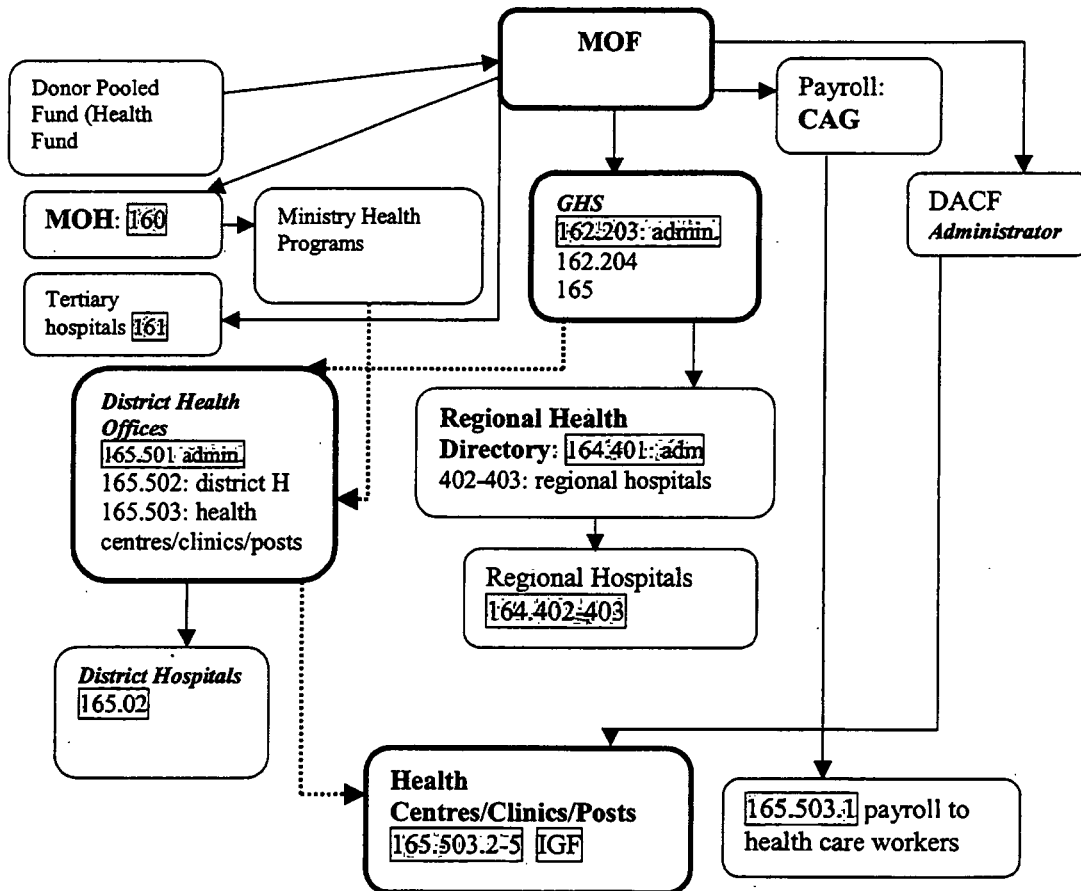 MOF
Donor Pooled
Fund (Health
Fund
Payroll:
CAG
MOH: 160
Ministry Health
Programs
GHS
162.203: admin.
162.204
165
DACF
Administrator
Tertiary
hospitals 161
District Health
Offices
165.501 admin.
165.502: district H
165.503: health
centres/clinics/posts
Regional Health
Directory: 164.401: adm
402-403: regional hospitals
Regional Hospitals
164.402-403
District Hospitals
165.02
Health
Centres/Clinics/Posts
165.503.2-5 IGF
165.503.1 payroll to
health care workers